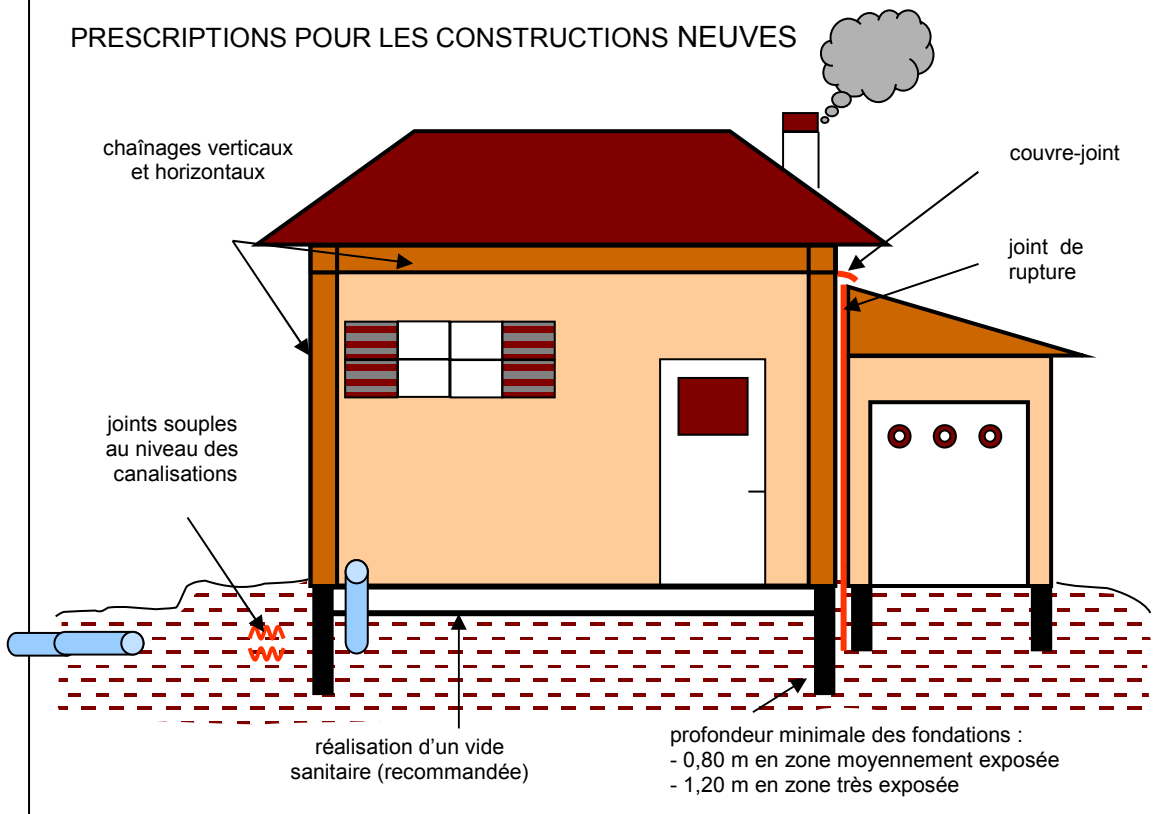 PRESCRIPTIONS POUR LES CONSTRUCTIONS NEUVES
chaînages verticaux
et horizontaux
couvre-joint
joint de
rupture
joints souples
au niveau des
canalisations
réalisation d’un vide
sanitaire (recommandée)
profondeur minimale des fondations :
- 0,80 m en zone moyennement exposée
- 1,20 m en zone très exposée